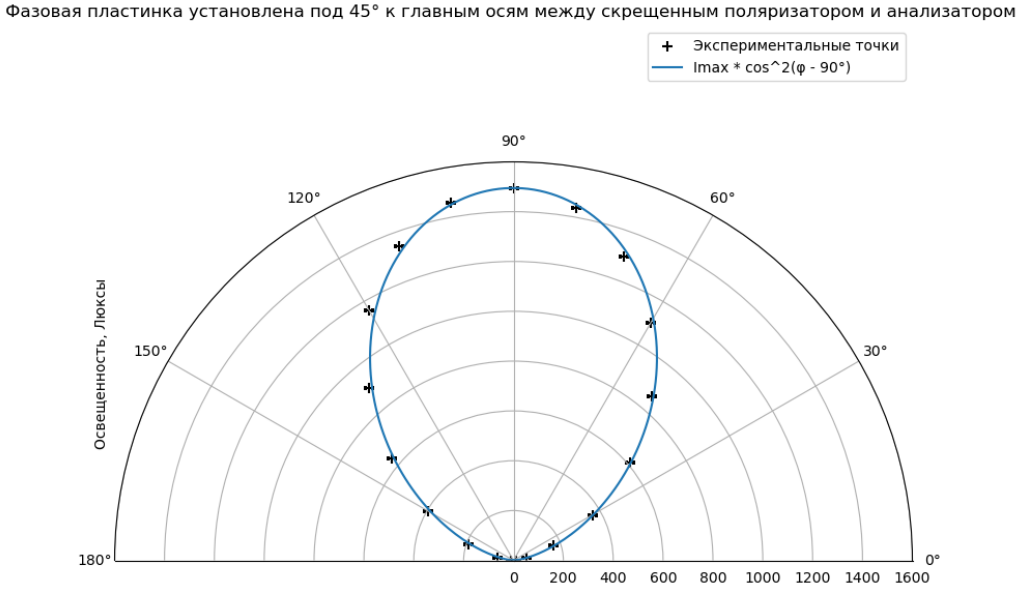 Фазовая пластинка установлена под 45° к главным осям между скрещенным поляризатором и анализатором
Экспериментальные точки
Imax * cos^2(φ - 90°)
90°
120°
60°
150°
30°
Освещенность, Люксы
180°
0°
0 200 400 600 800 1000 1200 1400 1600